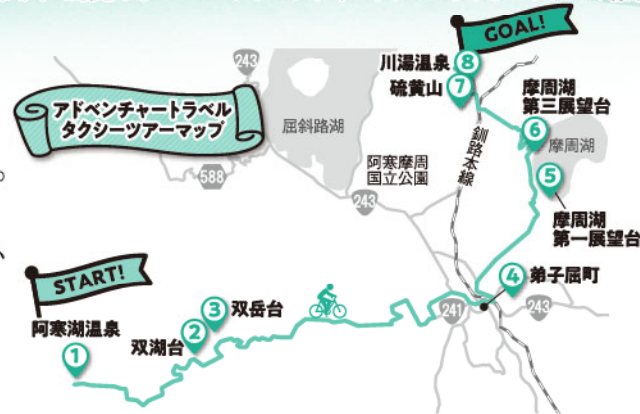 GOAL!
243
川湯温泉
8
硫黄山
7
アドベンチャートラベル
タクシーツアーマップ
屈斜路湖
釧路本線
摩周湖
第三展望台
6
摩周湖
阿寒摩周
国立公園
588
243
5
摩周湖
第一展望台
START!
4
弟子屈町
3
双岳台
241
243
阿寒湖温泉
2
双湖台
1